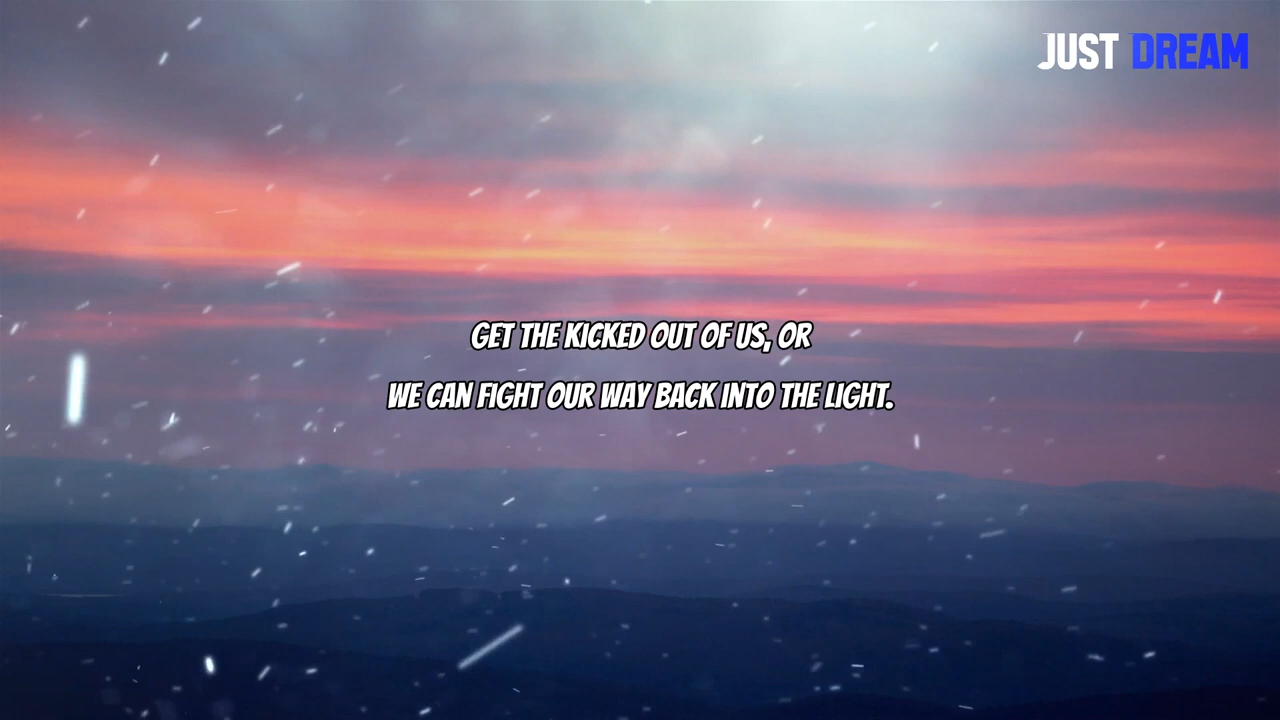 JUST DREAM
GET THE KICKED OUT OF US, OR
WE CAN FIGHT OUR WAY BACK INTO THE LIGHT.